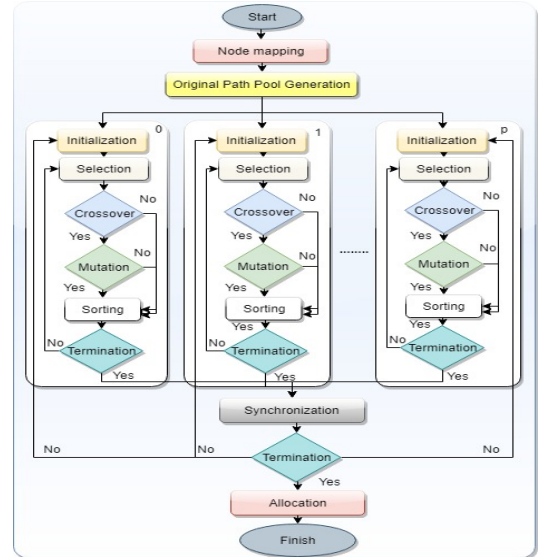 Start
Node mapping
Original Path Pool Generation
0
Initialization
Selection
No
Crossover
Yes
No
Mutation
Yes
Sorting
No
Termination
Yes
1
Initialization
Selection
No
Crossover
Yes
No
Mutation
Yes
Sorting
Yes
No
Termination
Yes
.........
p
Initialization
Selection
No
Crossover
Yes
No
Mutation
Yes
Sorting
Yes
No
Termination
Yes
Synchronization
No
No
Termination
No
Yes
Allocation
Finish